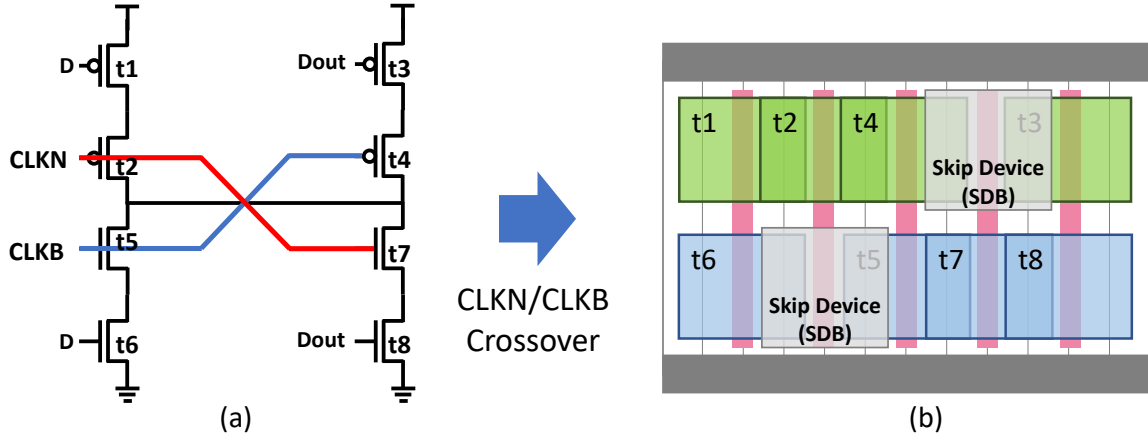 D
t1
Dout
t3
CLKN
t2
t4
CLKB
t5
t7
D
t6
Dout
t8
(a)
CLKN/CLKB
Crossover
t1
t2
t4
t3
Skip Device
(SDB)
t6
t5
t7
t8
Skip Device
(SDB)
(b)